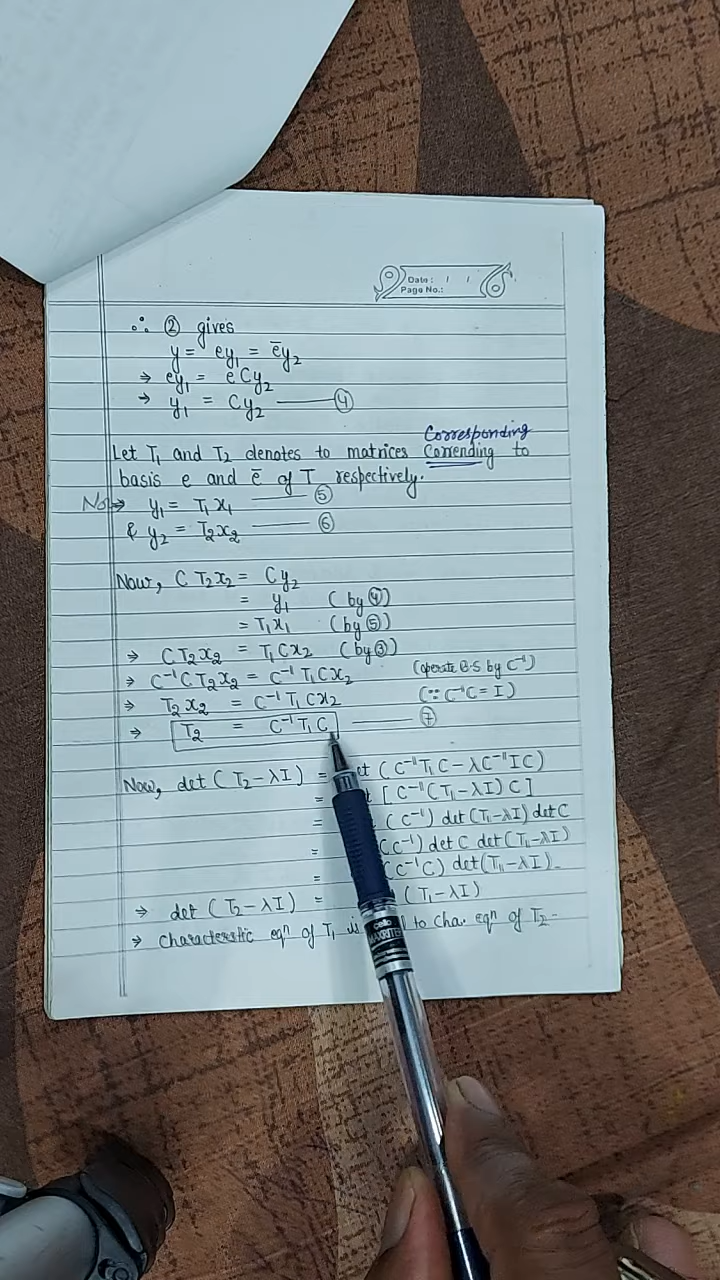 Date : / /
Page No.:
∴ ② gives
y = ey₁ = ēy₂
⇒ ey₁ = eCy₂
⇒ y₁ = Cy₂ —— ④
Corresponding
Let T₁ and T₂ denotes to matrices Corrending to
basis e and ē of T respectively.
y₁ = T₁x₁ —— ⑤
& y₂ = T₂x₂ —— ⑥
Now, CT₂x₂ = Cy₂
= y₁ (by ④)
= T₁x₁ (by ⑤)
⇒ CT₂x₂ = T₁Cx₂ (by ③)
⇒ C⁻¹CT₂x₂ = C⁻¹T₁Cx₂ (operate B.S by C⁻¹)
⇒ T₂x₂ = C⁻¹T₁Cx₂ (∵ C⁻¹C = I)
⇒ T₂ = C⁻¹T₁C —— ⑦
Now, det (T₂-λI) = et (C⁻¹T₁C - λC⁻¹IC)
= [C⁻¹(T₁-λI)C]
= (C⁻¹) det(T₁-λI) det C
= (C⁻¹) det C det(T₁-λI)
= (C⁻¹C) det(T₁-λI)
⇒ det (T₂-λI) = (T₁-λI)
⇒ characterstic eqⁿ of T₁ is to cha. eqⁿ of T₂.
cello
MAXRITER